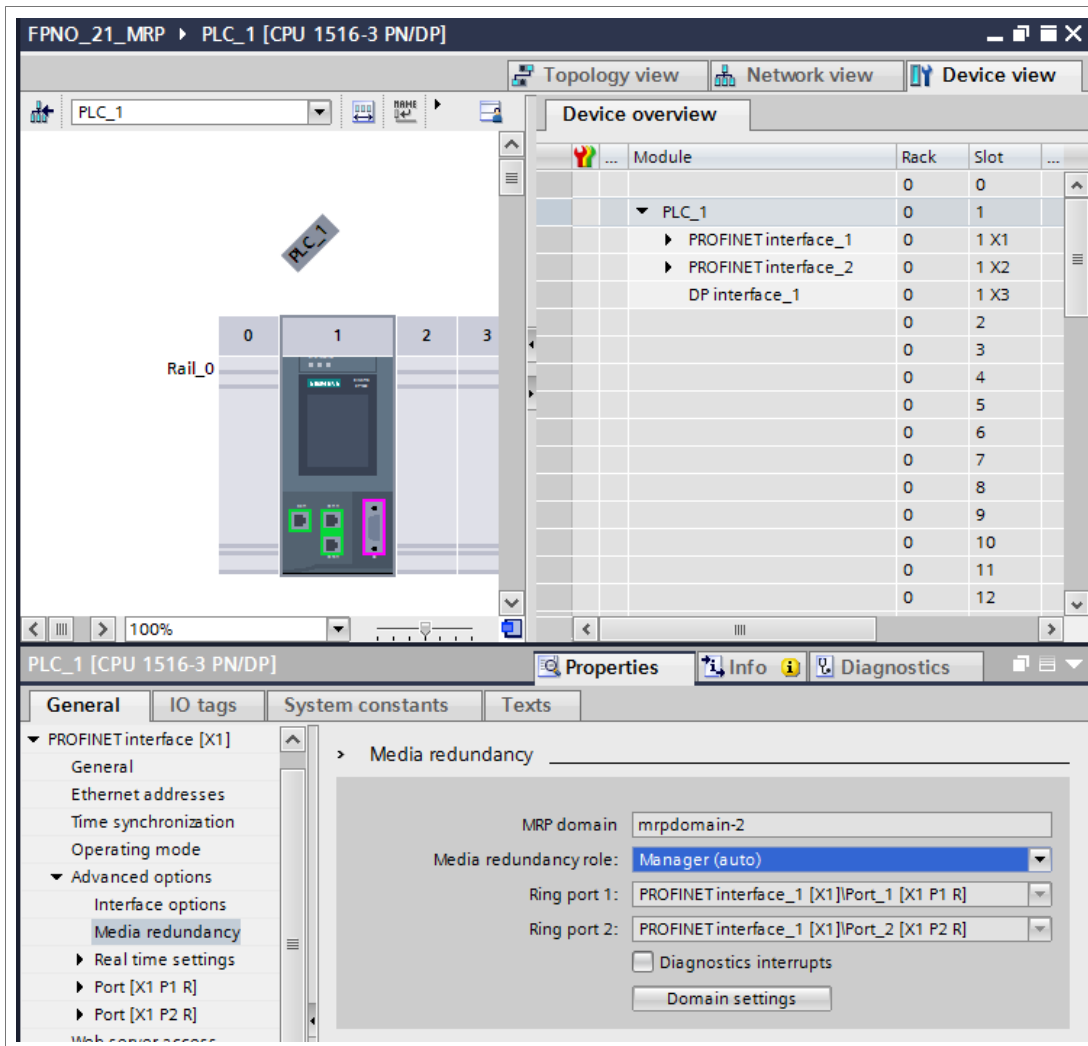 FPNO_21_MRP ▸ PLC_1 [CPU 1516-3 PN/DP]
Topology view Network view Device view
PLC_1
NAME
Device overview
... Module Rack Slot ...
0 0
PLC_1 0 1
PROFINET interface_1 0 1 X1
PROFINET interface_2 0 1 X2
DP interface_1 0 1 X3
0 2
0 3
0 4
0 5
0 6
0 7
0 8
0 9
0 10
0 11
0 12
PLC_1
0 1 2 3
Rail_0
SIEMENS
100%
PLC_1 [CPU 1516-3 PN/DP]
Properties Info Diagnostics
General IO tags System constants Texts
PROFINET interface [X1]
General
Ethernet addresses
Time synchronization
Operating mode
Advanced options
Interface options
Media redundancy
Real time settings
Port [X1 P1 R]
Port [X1 P2 R]
Web server access
Media redundancy
MRP domain mrpdomain-2
Media redundancy role: Manager (auto)
Ring port 1: PROFINET interface_1 [X1]\Port_1 [X1 P1 R]
Ring port 2: PROFINET interface_1 [X1]\Port_2 [X1 P2 R]
Diagnostics interrupts
Domain settings